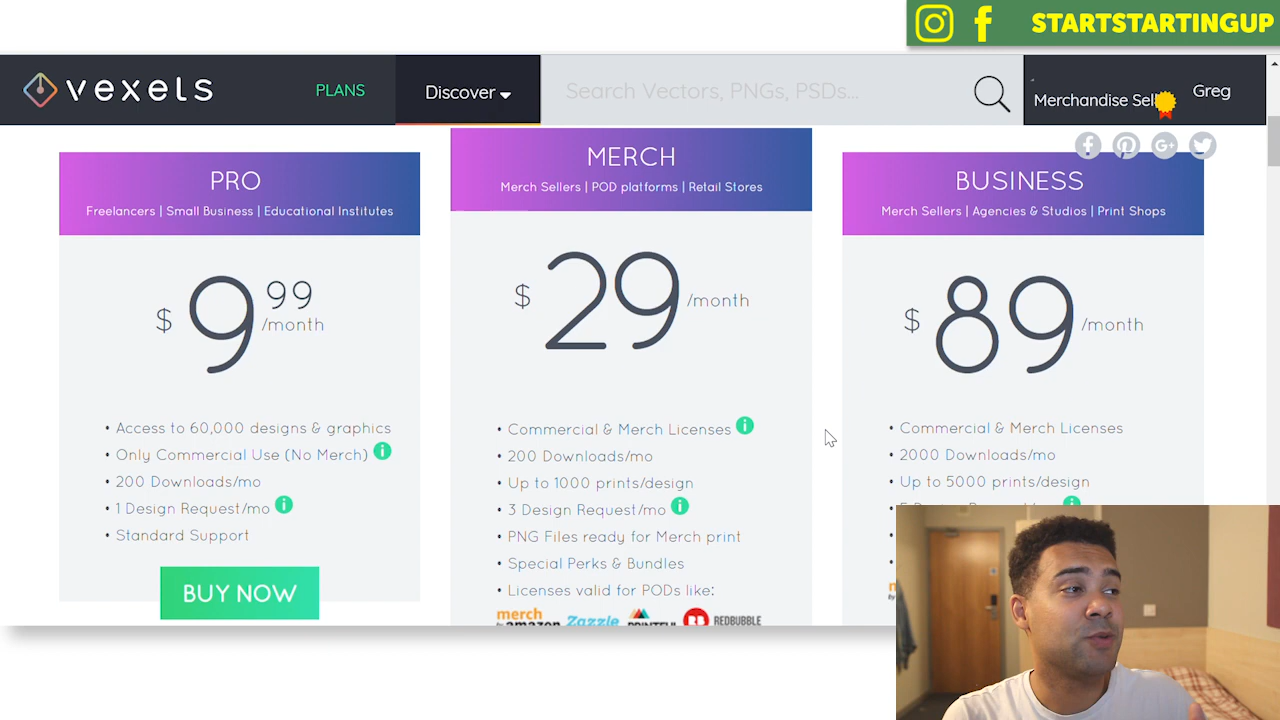 STARTSTARTINGUP
vexels
PLANS
Discover
Search Vectors, PNGs, PSDs...
Merchandise Sell
Greg
PRO
Freelancers | Small Business | Educational Institutes
$ 9 99 /month
• Access to 60,000 designs & graphics
• Only Commercial Use (No Merch)
• 200 Downloads/mo
• 1 Design Request/mo
• Standard Support
BUY NOW
MERCH
Merch Sellers | POD platforms | Retail Stores
$ 29 /month
• Commercial & Merch Licenses
• 200 Downloads/mo
• Up to 1000 prints/design
• 3 Design Request/mo
• PNG Files ready for Merch print
• Special Perks & Bundles
• Licenses valid for PODs like:
merch by amazon Zazzle PRINTFUL REDBUBBLE
BUSINESS
Merch Sellers | Agencies & Studios | Print Shops
$ 89 /month
• Commercial & Merch Licenses
• 2000 Downloads/mo
• Up to 5000 prints/design